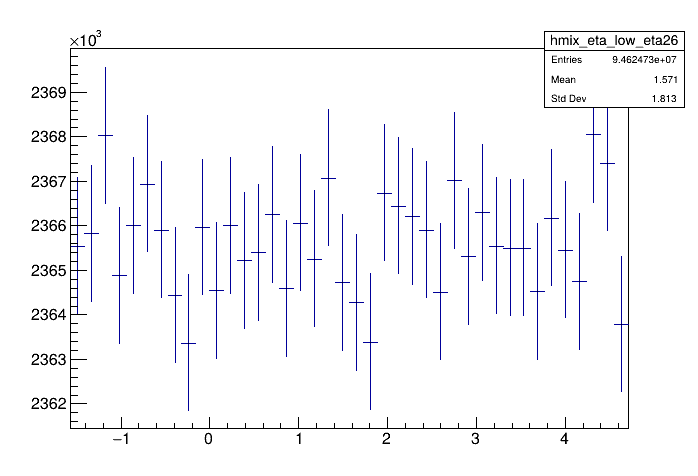 ×10³
hmix_eta_low_eta26
Entries 9.462473e+07
Mean 1.571
Std Dev 1.813
2369
2368
2367
2366
2365
2364
2363
2362
−1 0 1 2 3 4